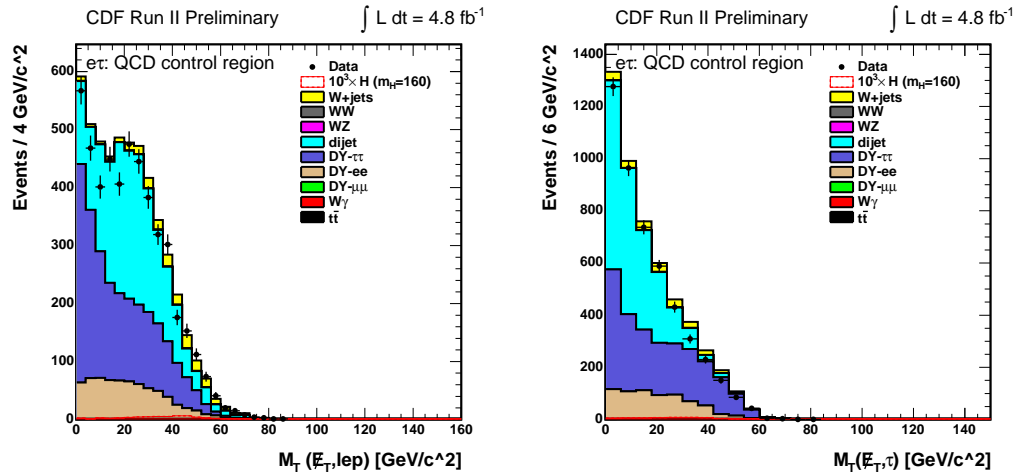 CDF Run II Preliminary ∫ L dt = 4.8 fb⁻¹
eτ: QCD control region
Data
10³×H (m_H=160)
W+jets
WW
WZ
dijet
DY-ττ
DY-ee
DY-μμ
Wγ
tt̄
Events / 4 GeV/c^2
600
500
400
300
200
100
0
0 20 40 60 80 100 120 140 160
M_T (E̸_T,lep) [GeV/c^2]
CDF Run II Preliminary ∫ L dt = 4.8 fb⁻¹
eτ: QCD control region
Data
10³×H (m_H=160)
W+jets
WW
WZ
dijet
DY-ττ
DY-ee
DY-μμ
Wγ
tt̄
Events / 6 GeV/c^2
1400
1200
1000
800
600
400
200
0
0 20 40 60 80 100 120 140
M_T(E̸_T,τ) [GeV/c^2]